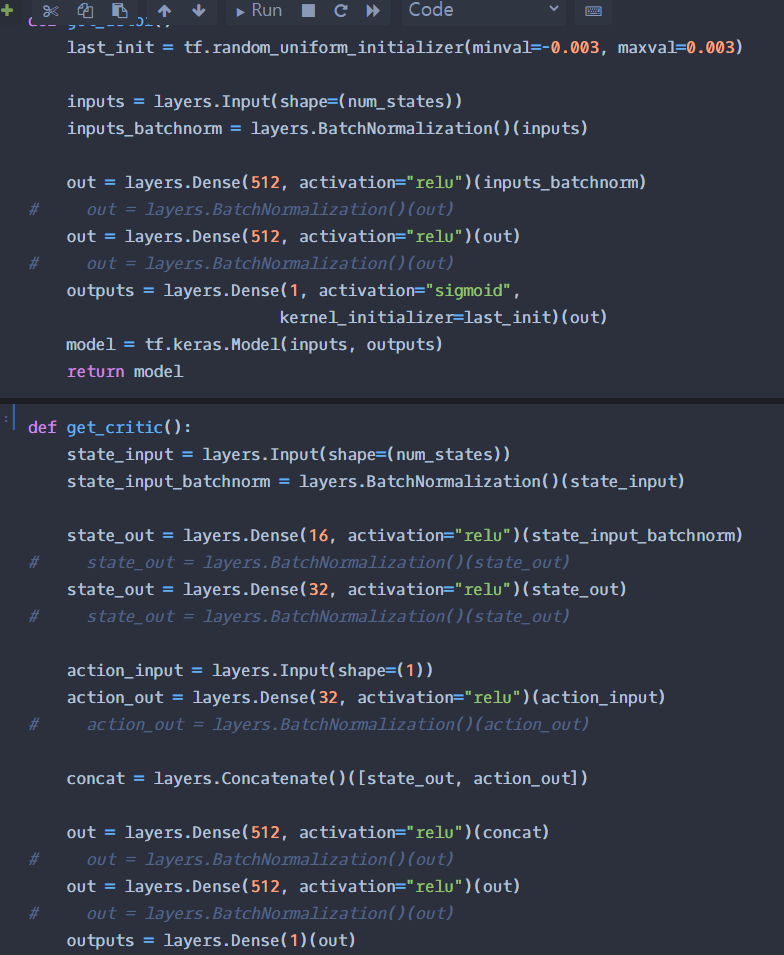 Run Code
last_init = tf.random_uniform_initializer(minval=-0.003, maxval=0.003)
inputs = layers.Input(shape=(num_states))
inputs_batchnorm = layers.BatchNormalization()(inputs)
out = layers.Dense(512, activation="relu")(inputs_batchnorm)
#     out = layers.BatchNormalization()(out)
out = layers.Dense(512, activation="relu")(out)
#     out = layers.BatchNormalization()(out)
outputs = layers.Dense(1, activation="sigmoid",
kernel_initializer=last_init)(out)
model = tf.keras.Model(inputs, outputs)
return model
def get_critic():
state_input = layers.Input(shape=(num_states))
state_input_batchnorm = layers.BatchNormalization()(state_input)
state_out = layers.Dense(16, activation="relu")(state_input_batchnorm)
#     state_out = layers.BatchNormalization()(state_out)
state_out = layers.Dense(32, activation="relu")(state_out)
#     state_out = layers.BatchNormalization()(state_out)
action_input = layers.Input(shape=(1))
action_out = layers.Dense(32, activation="relu")(action_input)
#     action_out = layers.BatchNormalization()(action_out)
concat = layers.Concatenate()([state_out, action_out])
out = layers.Dense(512, activation="relu")(concat)
#     out = layers.BatchNormalization()(out)
out = layers.Dense(512, activation="relu")(out)
#     out = layers.BatchNormalization()(out)
outputs = layers.Dense(1)(out)